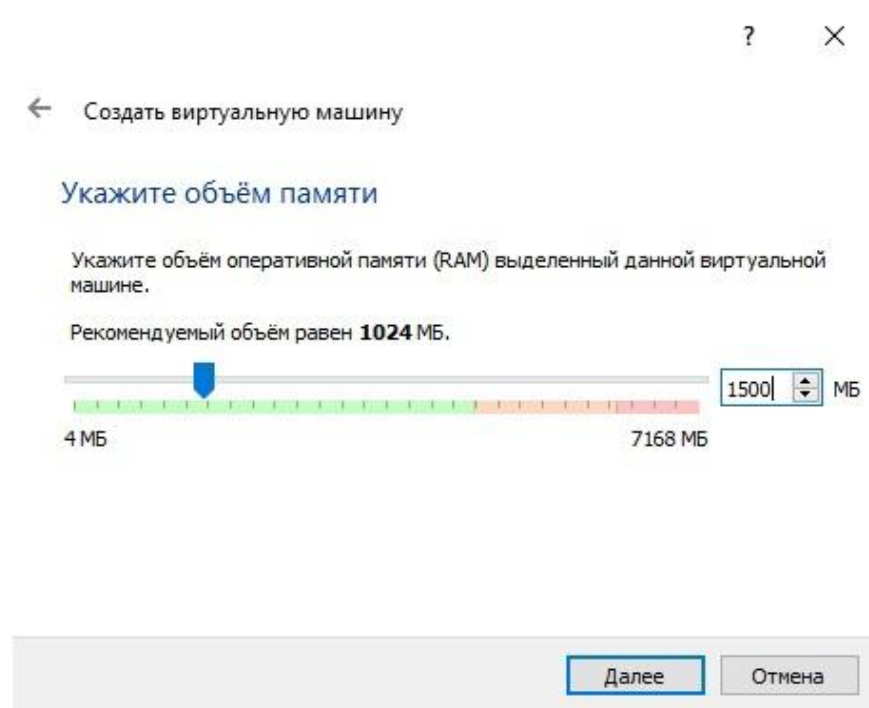 ?
Создать виртуальную машину
Укажите объём памяти
Укажите объём оперативной памяти (RAM) выделенный данной виртуальной
машине.
Рекомендуемый объём равен 1024 МБ.
1500 МБ
4 МБ 7168 МБ
Далее Отмена